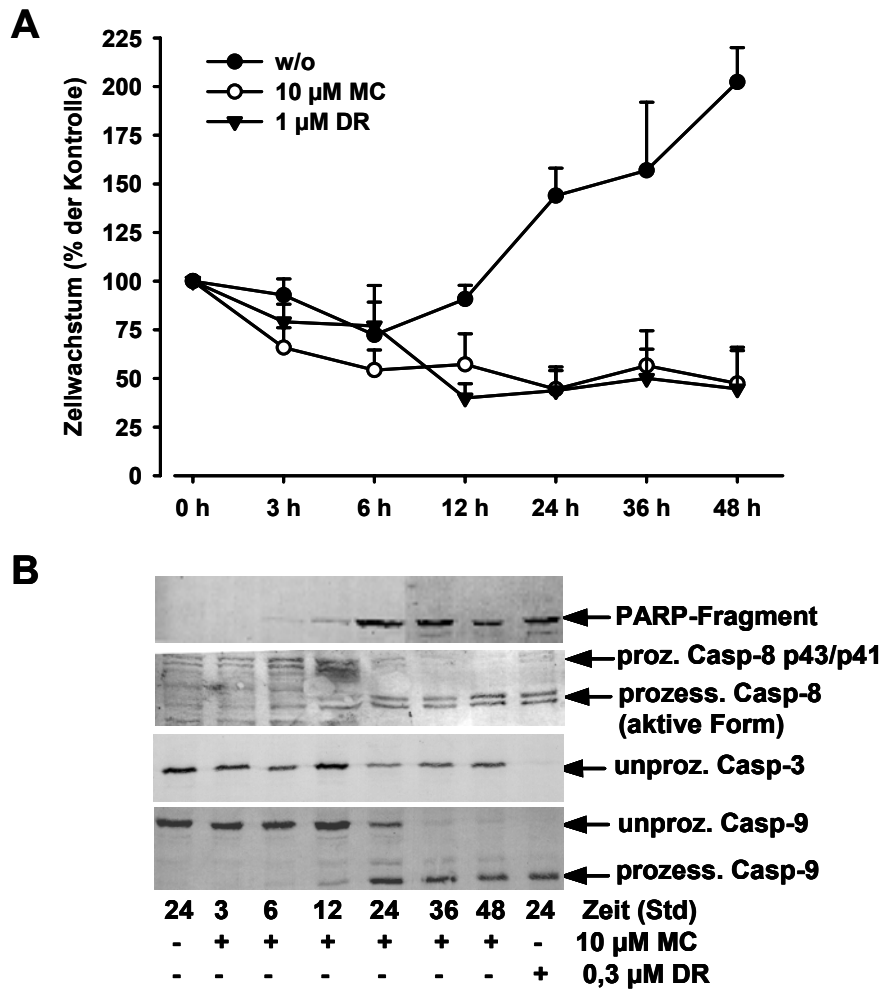 A
Zellwachstum (% der Kontrolle)
225
200
175
150
125
100
75
50
25
0
w/o
10 µM MC
1 µM DR
0 h 3 h 6 h 12 h 24 h 36 h 48 h
B
PARP-Fragment
proz. Casp-8 p43/p41
prozess. Casp-8
(aktive Form)
unproz. Casp-3
unproz. Casp-9
prozess. Casp-9
24 3 6 12 24 36 48 24 Zeit (Std)
- + + + + + + - 10 µM MC
- - - - - - - + 0,3 µM DR